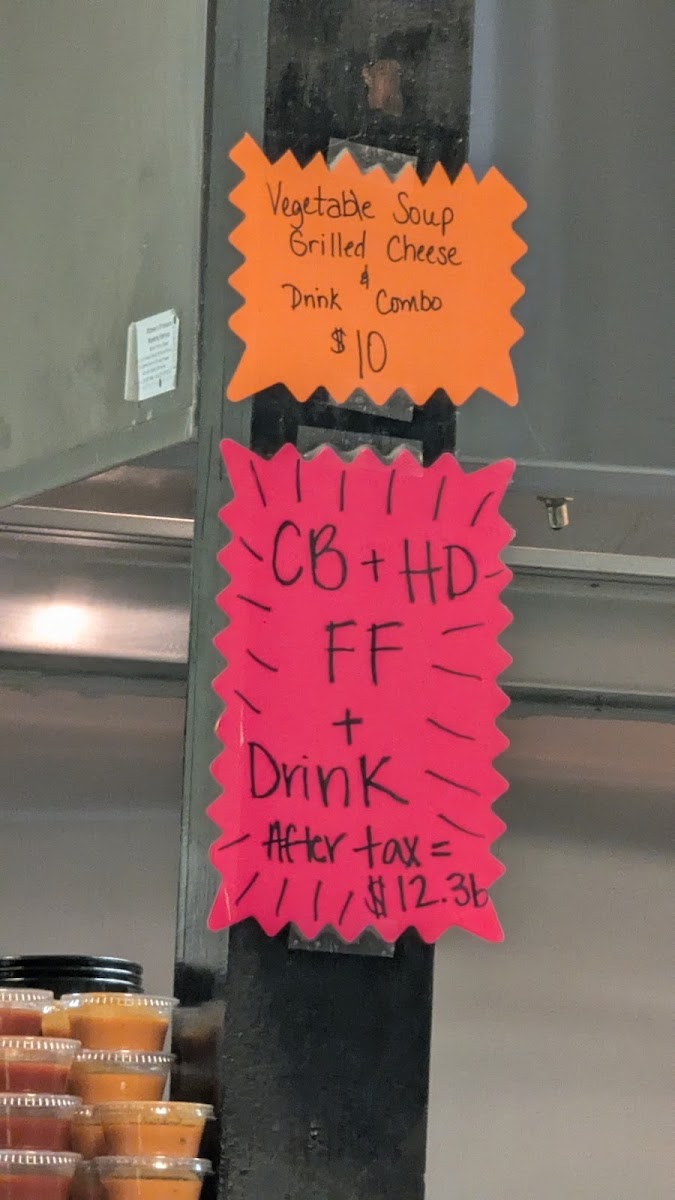 Vegetable Soup
Grilled Cheese
&
Drink Combo
$10
CB + HD
FF
+
Drink
After tax =
$12.36